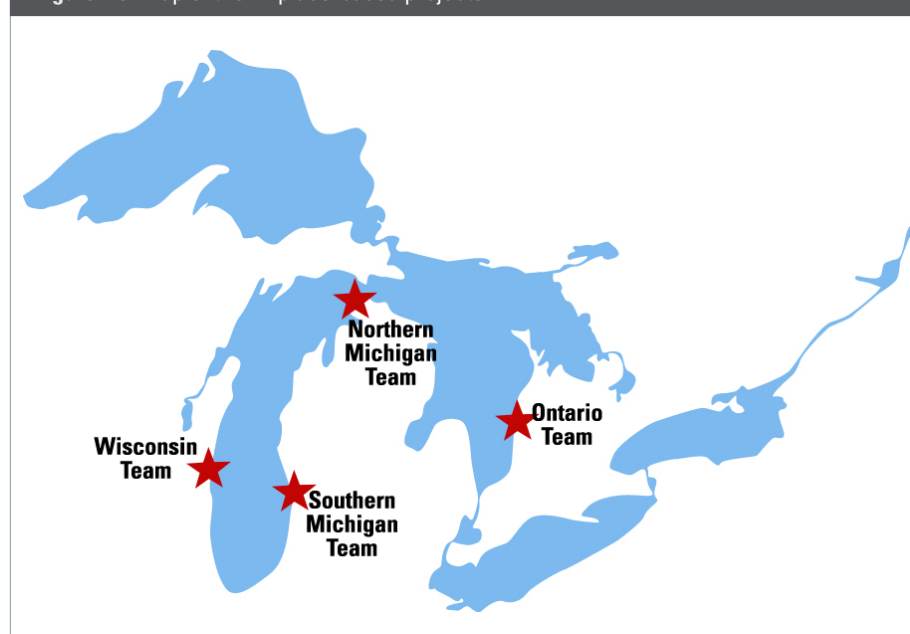 Northern
Michigan
Team
Ontario
Team
Wisconsin
Team
Southern
Michigan
Team